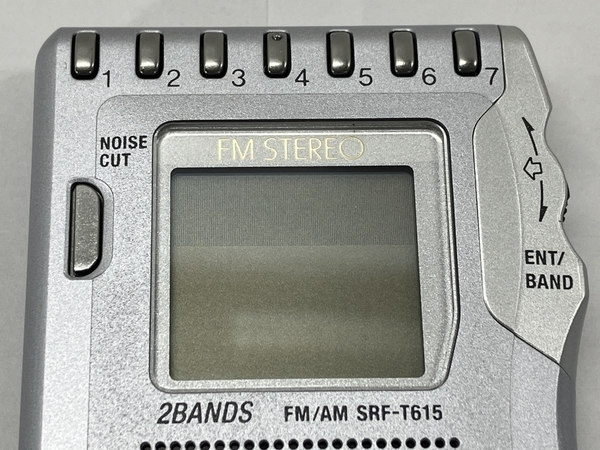 1 2 3 4 5 6 7
NOISE
CUT
FM STEREO
ENT/
BAND
2BANDS FM/AM SRF-T615